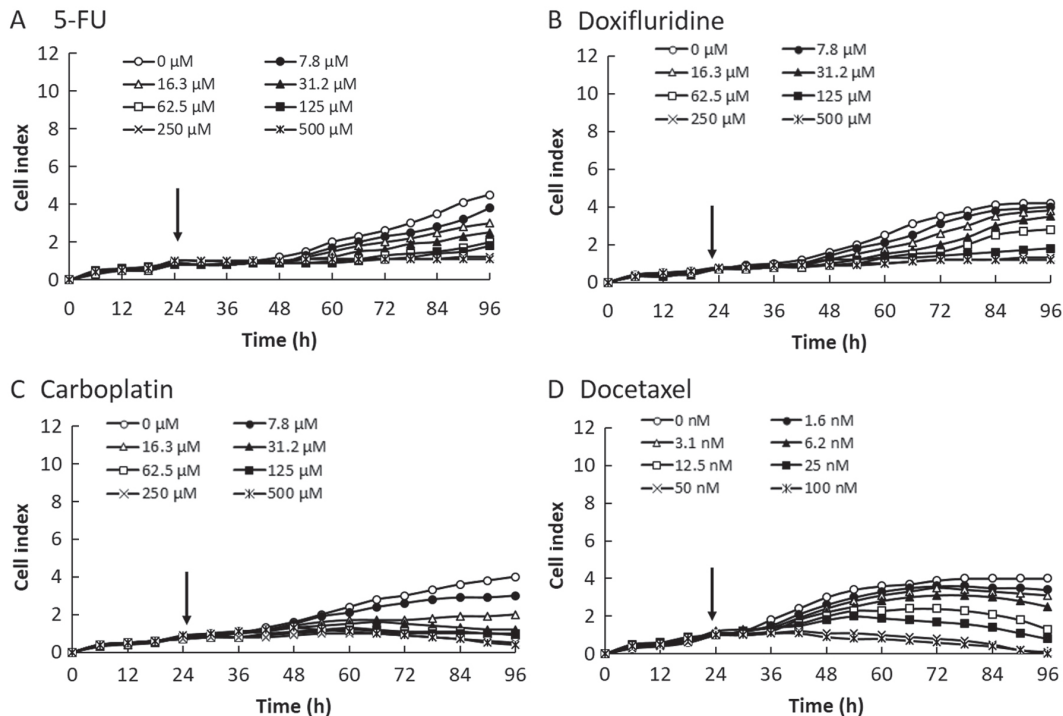 A 5-FU
12
10
8
6
4
2
0
Cell index
0 μM 7.8 μM
16.3 μM 31.2 μM
62.5 μM 125 μM
250 μM 500 μM
0 12 24 36 48 60 72 84 96
Time (h)
B Doxifluridine
12
10
8
6
4
2
0
Cell index
0 μM 7.8 μM
16.3 μM 31.2 μM
62.5 μM 125 μM
250 μM 500 μM
0 12 24 36 48 60 72 84 96
Time (h)
C Carboplatin
12
10
8
6
4
2
0
Cell index
0 μM 7.8 μM
16.3 μM 31.2 μM
62.5 μM 125 μM
250 μM 500 μM
0 12 24 36 48 60 72 84 96
Time (h)
D Docetaxel
12
10
8
6
4
2
0
Cell index
0 nM 1.6 nM
3.1 nM 6.2 nM
12.5 nM 25 nM
50 nM 100 nM
0 12 24 36 48 60 72 84 96
Time (h)